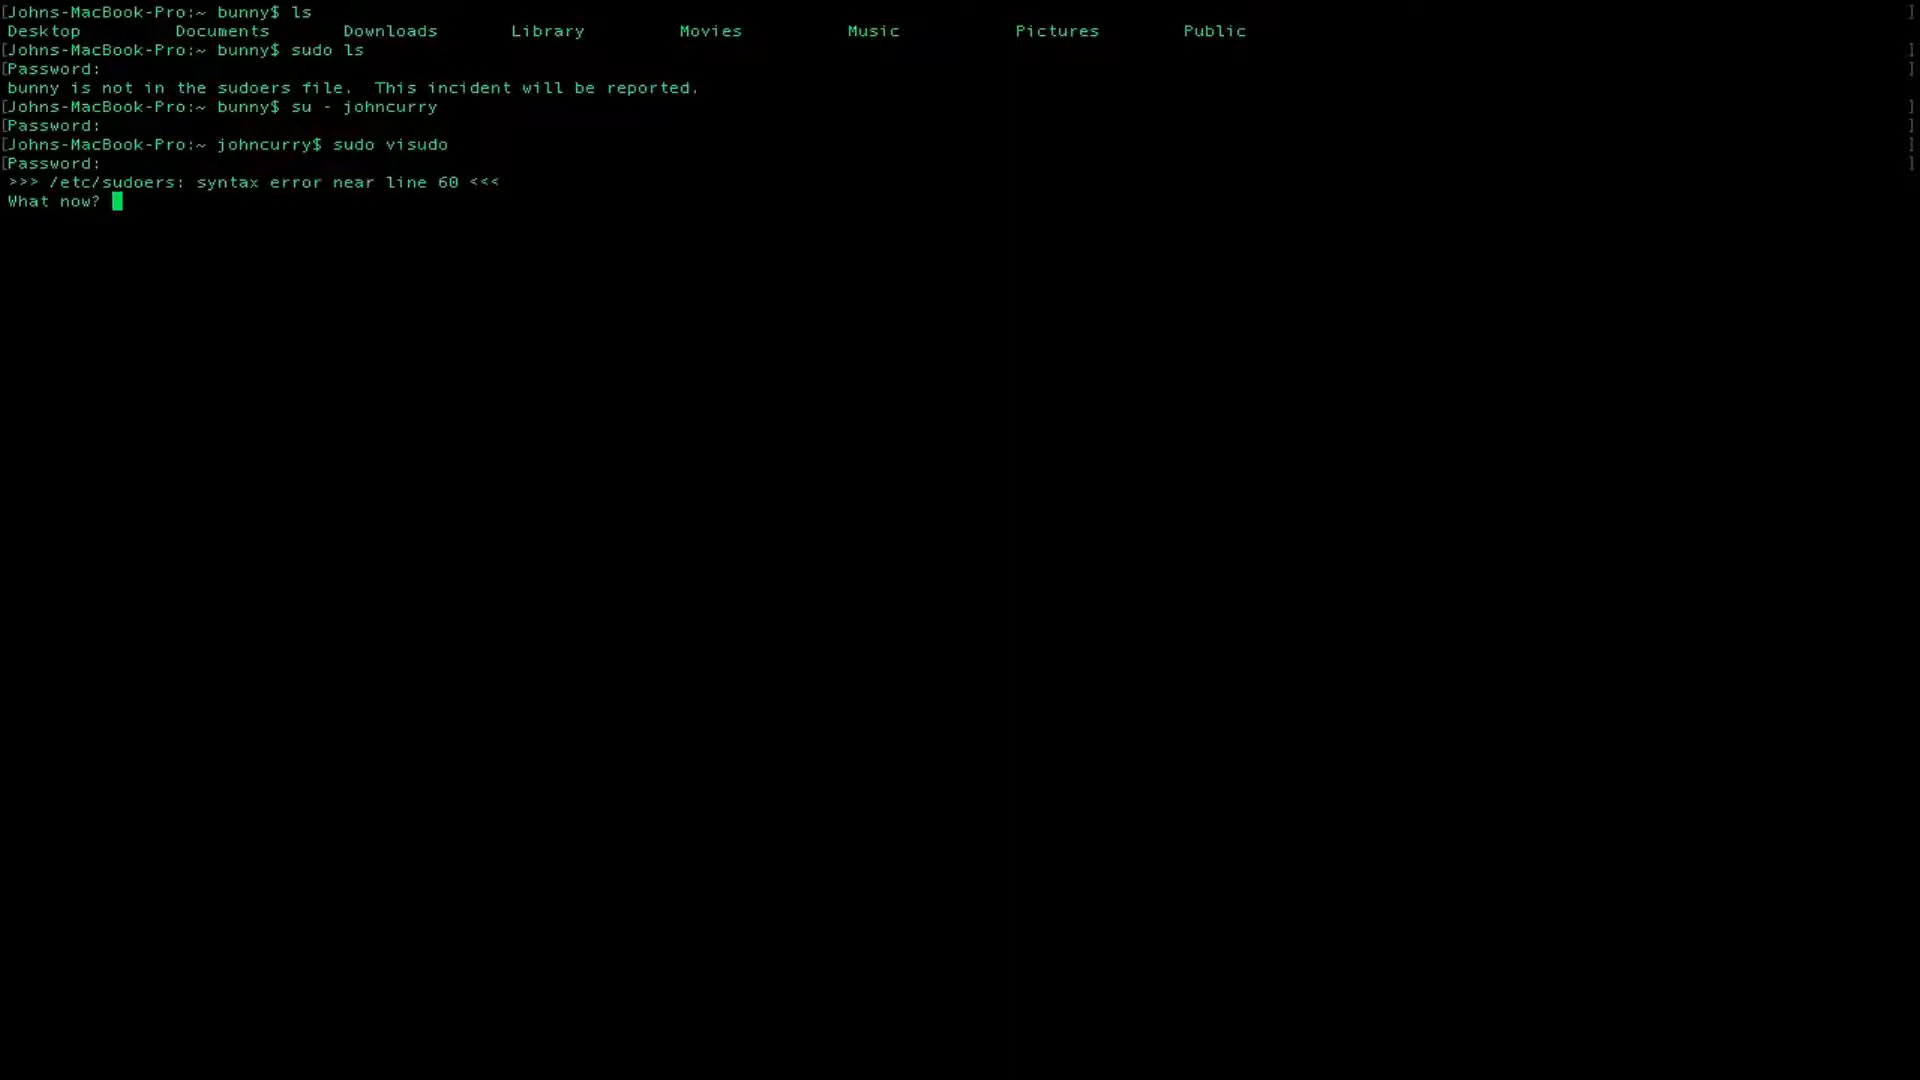 [Johns-MacBook-Pro:~ bunny$ ls ]
Desktop Documents Downloads Library Movies Music Pictures Public
[Johns-MacBook-Pro:~ bunny$ sudo ls ]
[Password: ]
bunny is not in the sudoers file.  This incident will be reported.
[Johns-MacBook-Pro:~ bunny$ su - johncurry ]
[Password: ]
[Johns-MacBook-Pro:~ johncurry$ sudo visudo ]
[Password: ]
>>> /etc/sudoers: syntax error near line 60 <<<
What now?